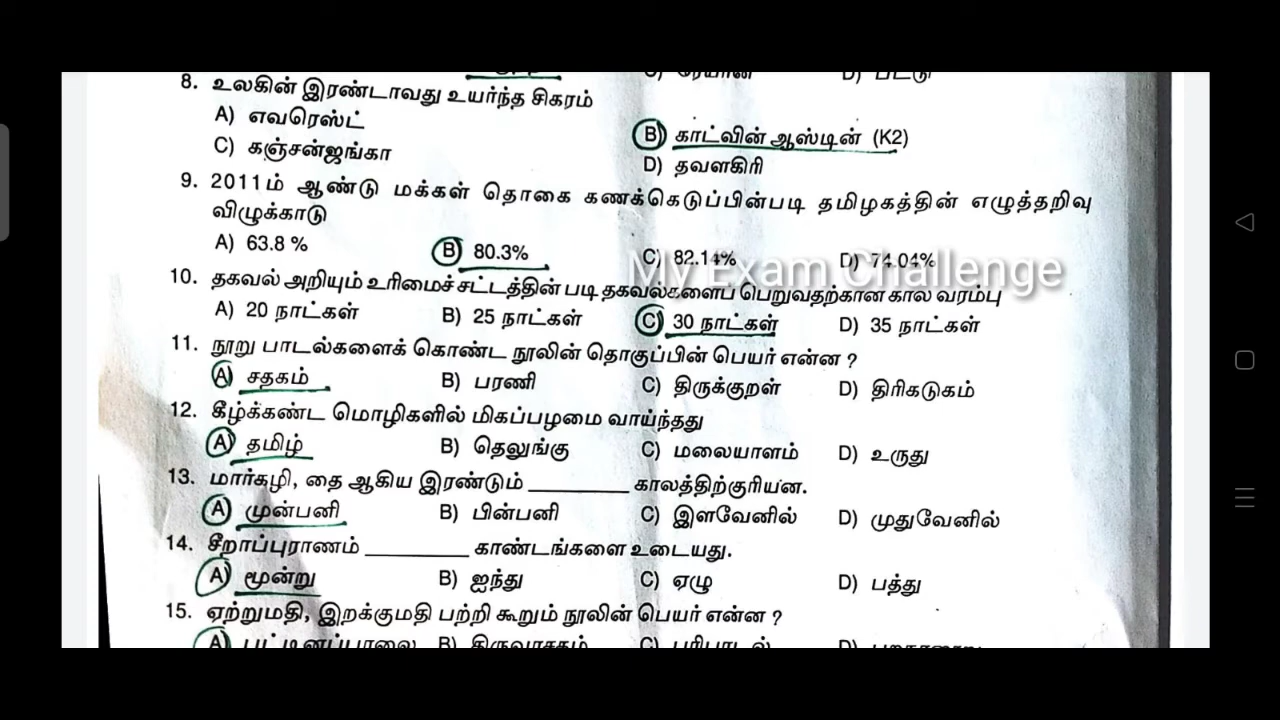 8. உலகின் இரண்டாவது உயர்ந்த சிகரம்
A) எவரெஸ்ட் B) காட்வின் ஆஸ்டின் (K2)
C) கஞ்சன்ஜங்கா D) தவளகிரி
9. 2011ம் ஆண்டு மக்கள் தொகை கணக்கெடுப்பின்படி தமிழகத்தின் எழுத்தறிவு
விழுக்காடு
A) 63.8 % B) 80.3% C) 82.14% D) 74.04%
My Exam Challenge
10. தகவல் அறியும் உரிமைச் சட்டத்தின் படி தகவல்களைப் பெறுவதற்கான கால வரம்பு
A) 20 நாட்கள் B) 25 நாட்கள் C) 30 நாட்கள் D) 35 நாட்கள்
11. நூறு பாடல்களைக் கொண்ட நூலின் தொகுப்பின் பெயர் என்ன ?
A) சதகம் B) பரணி C) திருக்குறள் D) திரிகடுகம்
12. கீழ்க்கண்ட மொழிகளில் மிகப்பழமை வாய்ந்தது
A) தமிழ் B) தெலுங்கு C) மலையாளம் D) உருது
13. மார்கழி, தை ஆகிய இரண்டும் ________ காலத்திற்குரியன.
A) முன்பனி B) பின்பனி C) இளவேனில் D) முதுவேனில்
14. சீறாப்புராணம் ________ காண்டங்களை உடையது.
A) மூன்று B) ஐந்து C) ஏழு D) பத்து
15. ஏற்றுமதி, இறக்குமதி பற்றி கூறும் நூலின் பெயர் என்ன ?
A) பட்டினப்பாலை B) திருவாசகம் C) பரிபாடல் D)